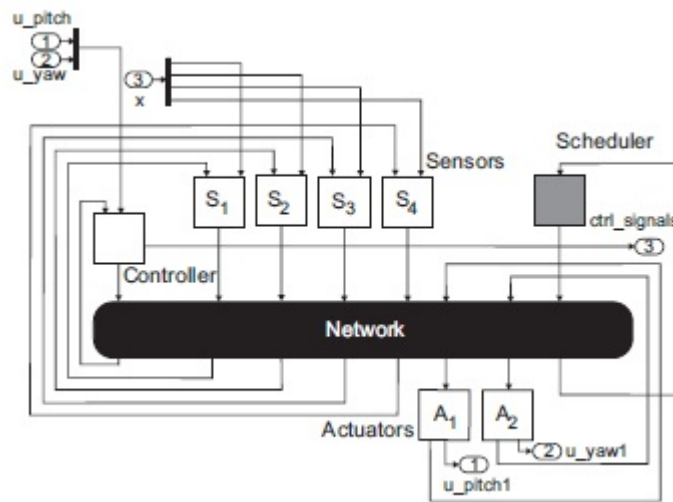 u_pitch
1
2
u_yaw
3
x
Scheduler
Sensors
S1
S2
S3
S4
ctrl_signals
3
Controller
Network
A1
A2
Actuators
2
u_yaw1
1
u_pitch1